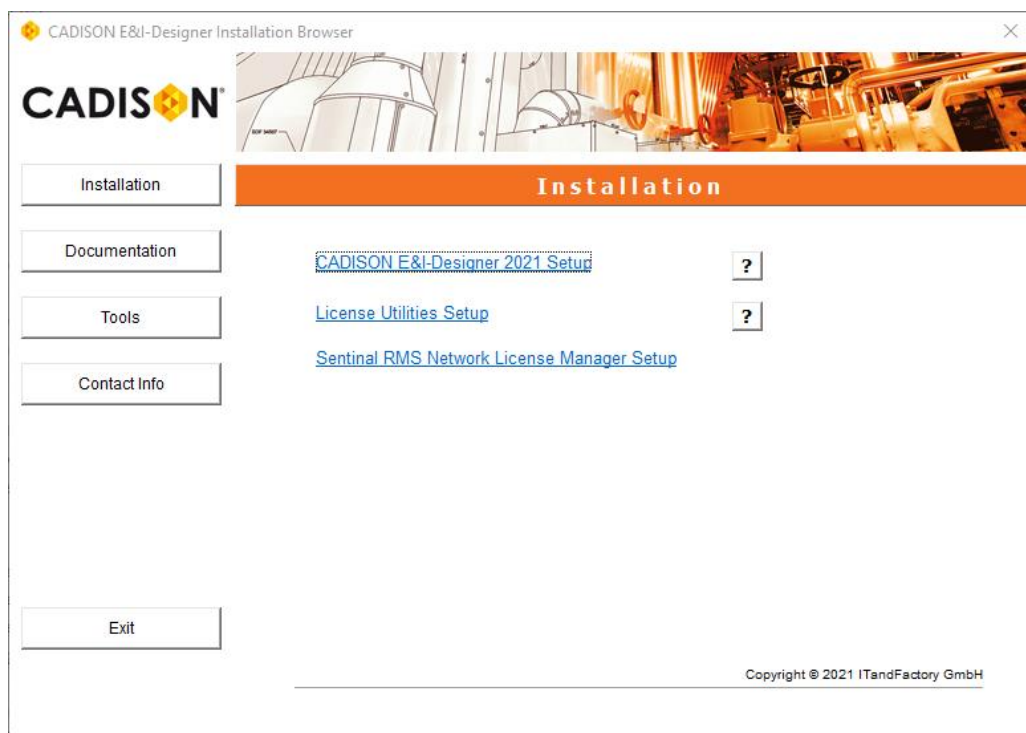 CADISON E&I-Designer Installation Browser
CADISON®
Installation
Documentation
Tools
Contact Info
Exit
Installation
CADISON E&I-Designer 2021 Setup
?
License Utilities Setup
?
Sentinal RMS Network License Manager Setup
Copyright © 2021 ITandFactory GmbH